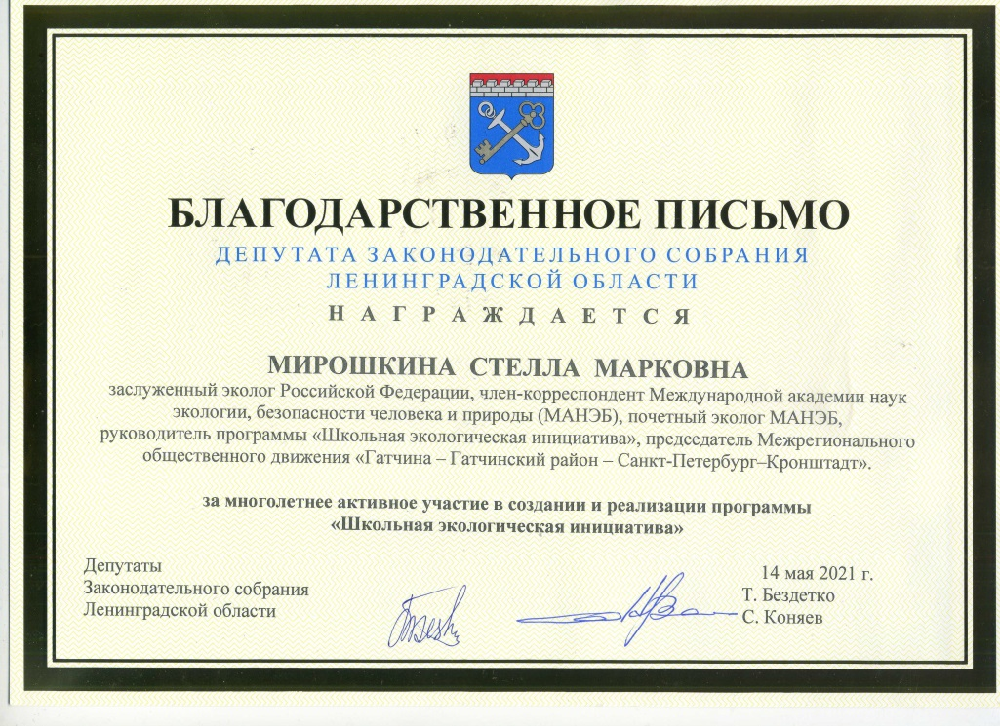 БЛАГОДАРСТВЕННОЕ ПИСЬМО
ДЕПУТАТА ЗАКОНОДАТЕЛЬНОГО СОБРАНИЯ
ЛЕНИНГРАДСКОЙ ОБЛАСТИ
НАГРАЖДАЕТСЯ
МИРОШКИНА СТЕЛЛА МАРКОВНА
заслуженный эколог Российской Федерации, член-корреспондент Международной академии наук
экологии, безопасности человека и природы (МАНЭБ), почетный эколог МАНЭБ,
руководитель программы «Школьная экологическая инициатива», председатель Межрегионального
общественного движения «Гатчина – Гатчинский район – Санкт-Петербург–Кронштадт».
за многолетнее активное участие в создании и реализации программы
«Школьная экологическая инициатива»
Депутаты
Законодательного собрания
Ленинградской области
14 мая 2021 г.
Т. Бездетко
С. Коняев